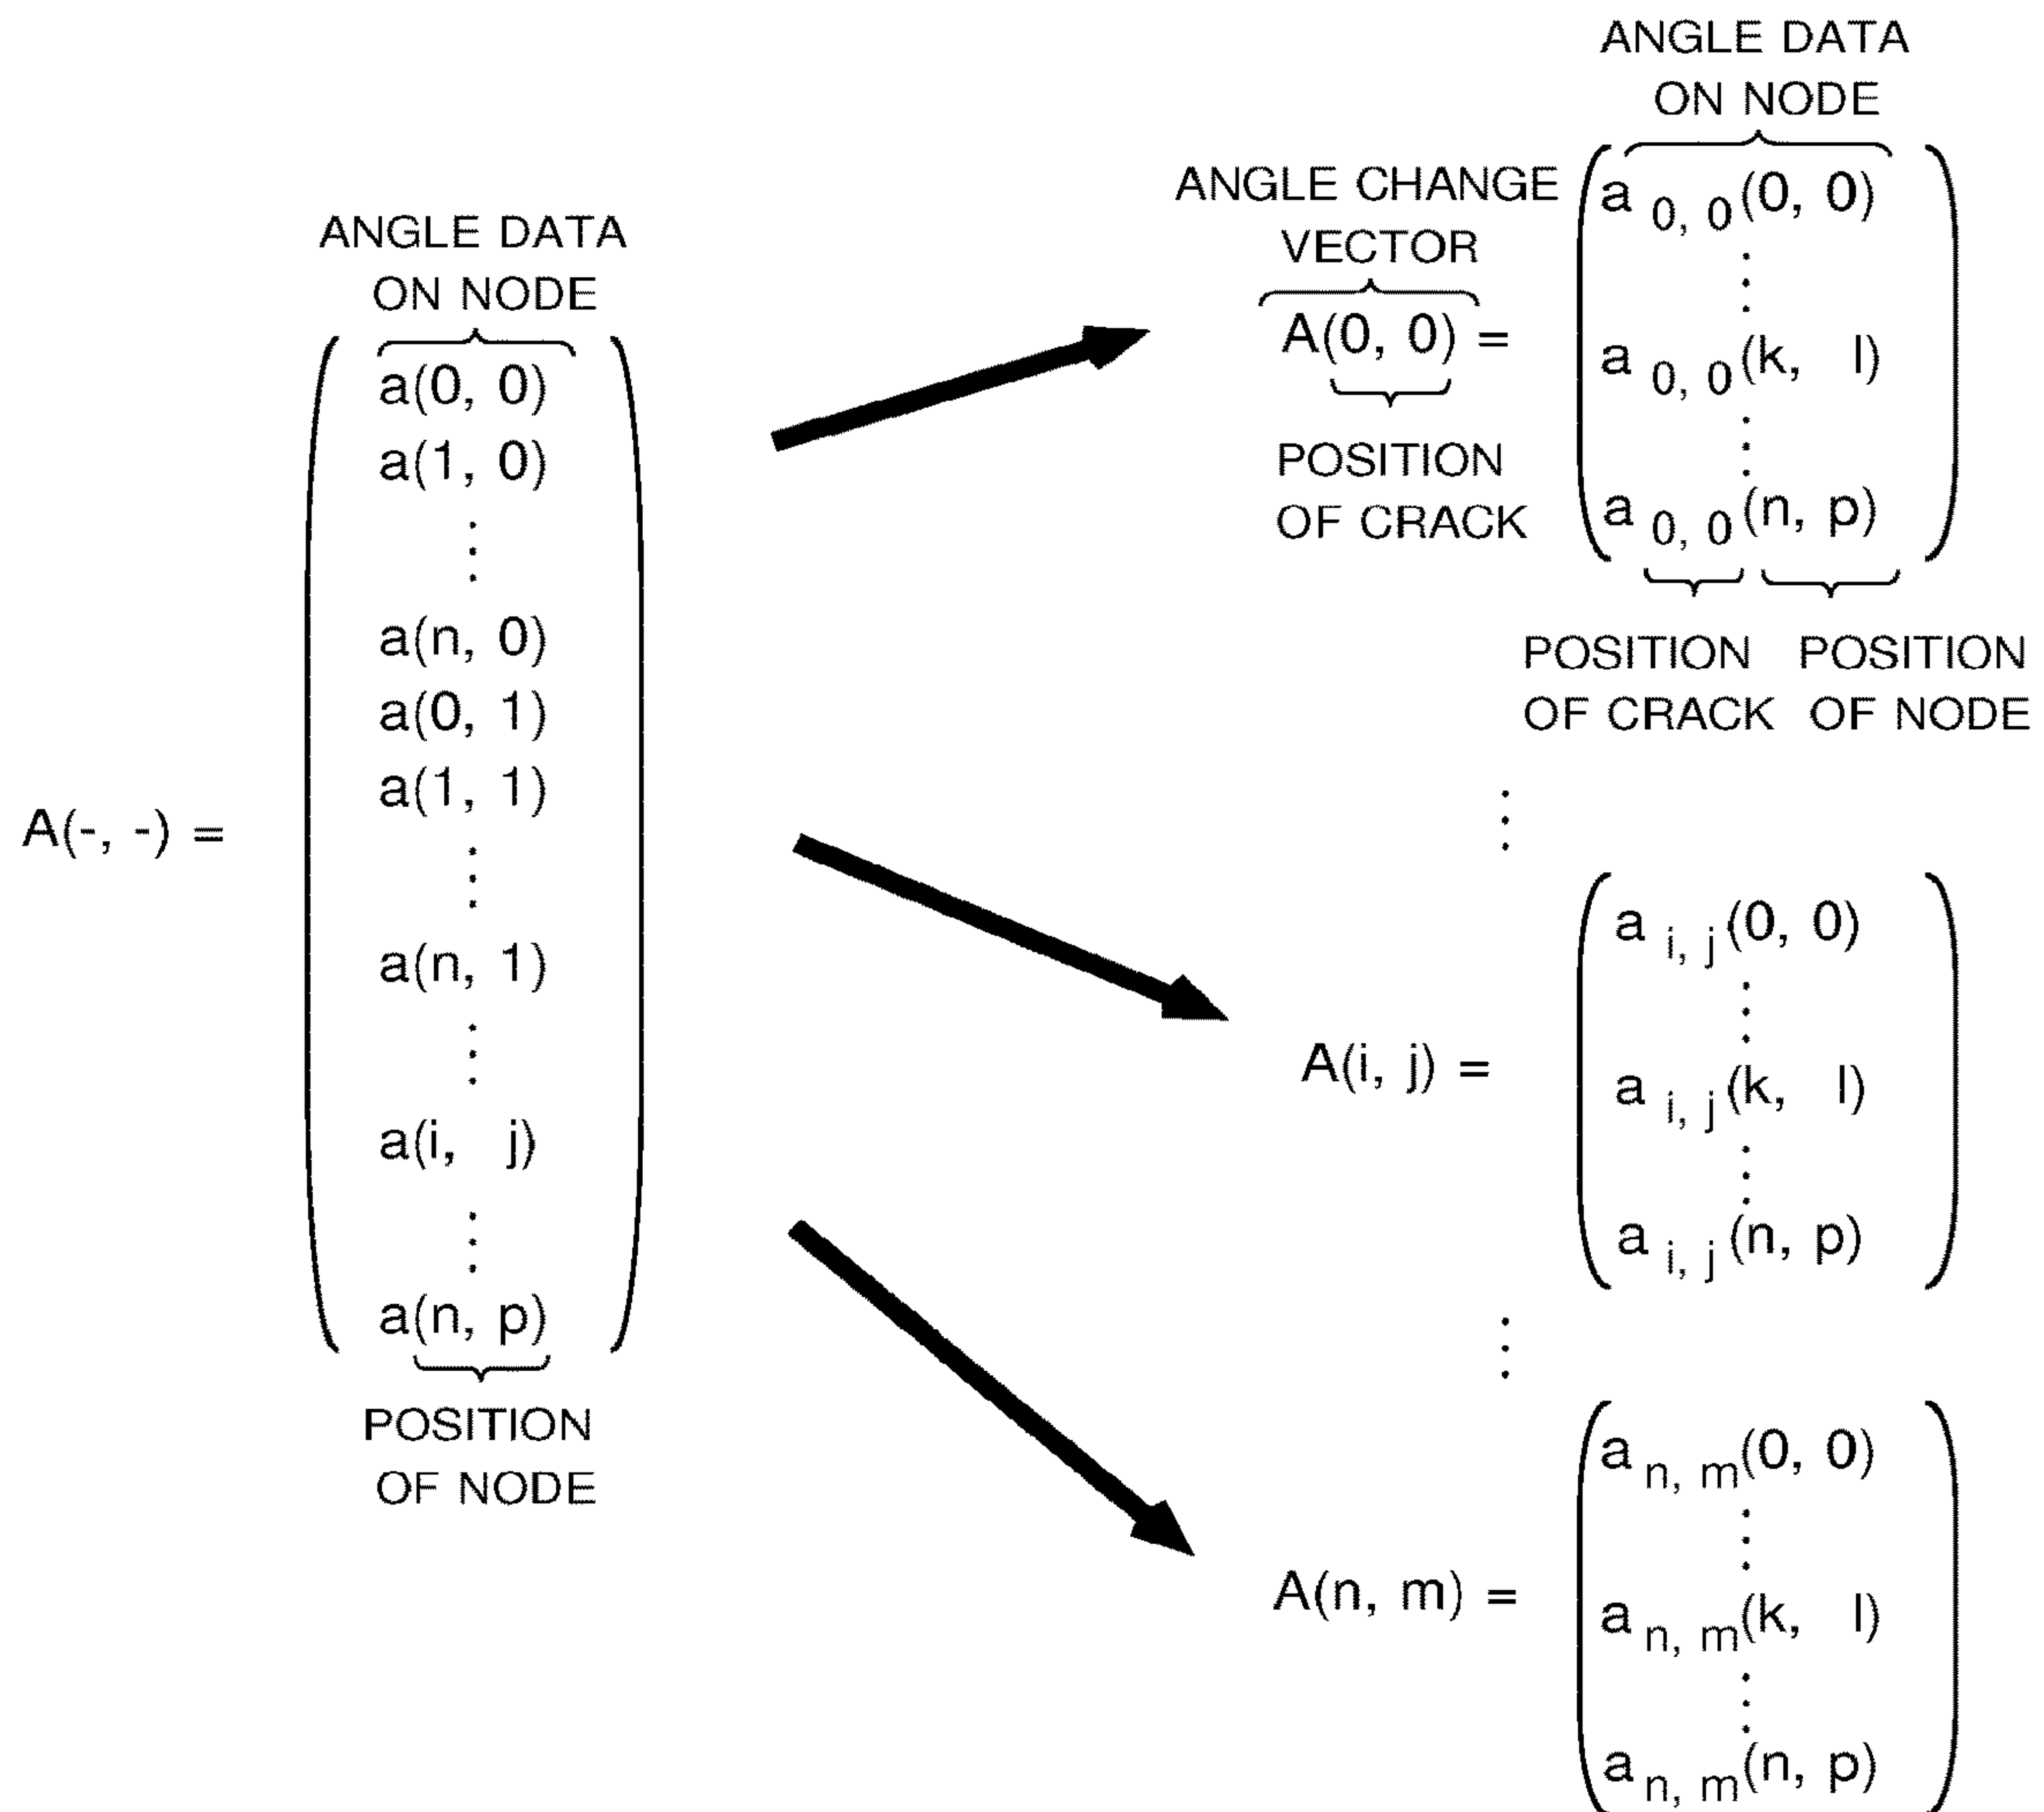 A(-, -) =
ANGLE DATA
ON NODE
a(0, 0)
a(1, 0)
⋮
a(n, 0)
a(0, 1)
a(1, 1)
⋮
a(n, 1)
⋮
a(i, j)
⋮
a(n, p)
POSITION
OF NODE
ANGLE CHANGE
VECTOR
A(0, 0) =
POSITION
OF CRACK
ANGLE DATA
ON NODE
a 0, 0 (0, 0)
⋮
a 0, 0 (k, l)
⋮
a 0, 0 (n, p)
POSITION
OF CRACK
POSITION
OF NODE
⋮
A(i, j) =
a i, j (0, 0)
⋮
a i, j (k, l)
⋮
a i, j (n, p)
⋮
A(n, m) =
a n, m (0, 0)
⋮
a n, m (k, l)
⋮
a n, m (n, p)